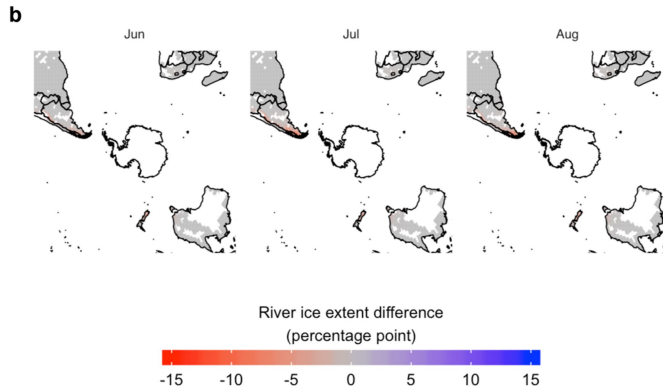 b
Jun Jul Aug
River ice extent difference
(percentage point)
-15 -10 -5 0 5 10 15